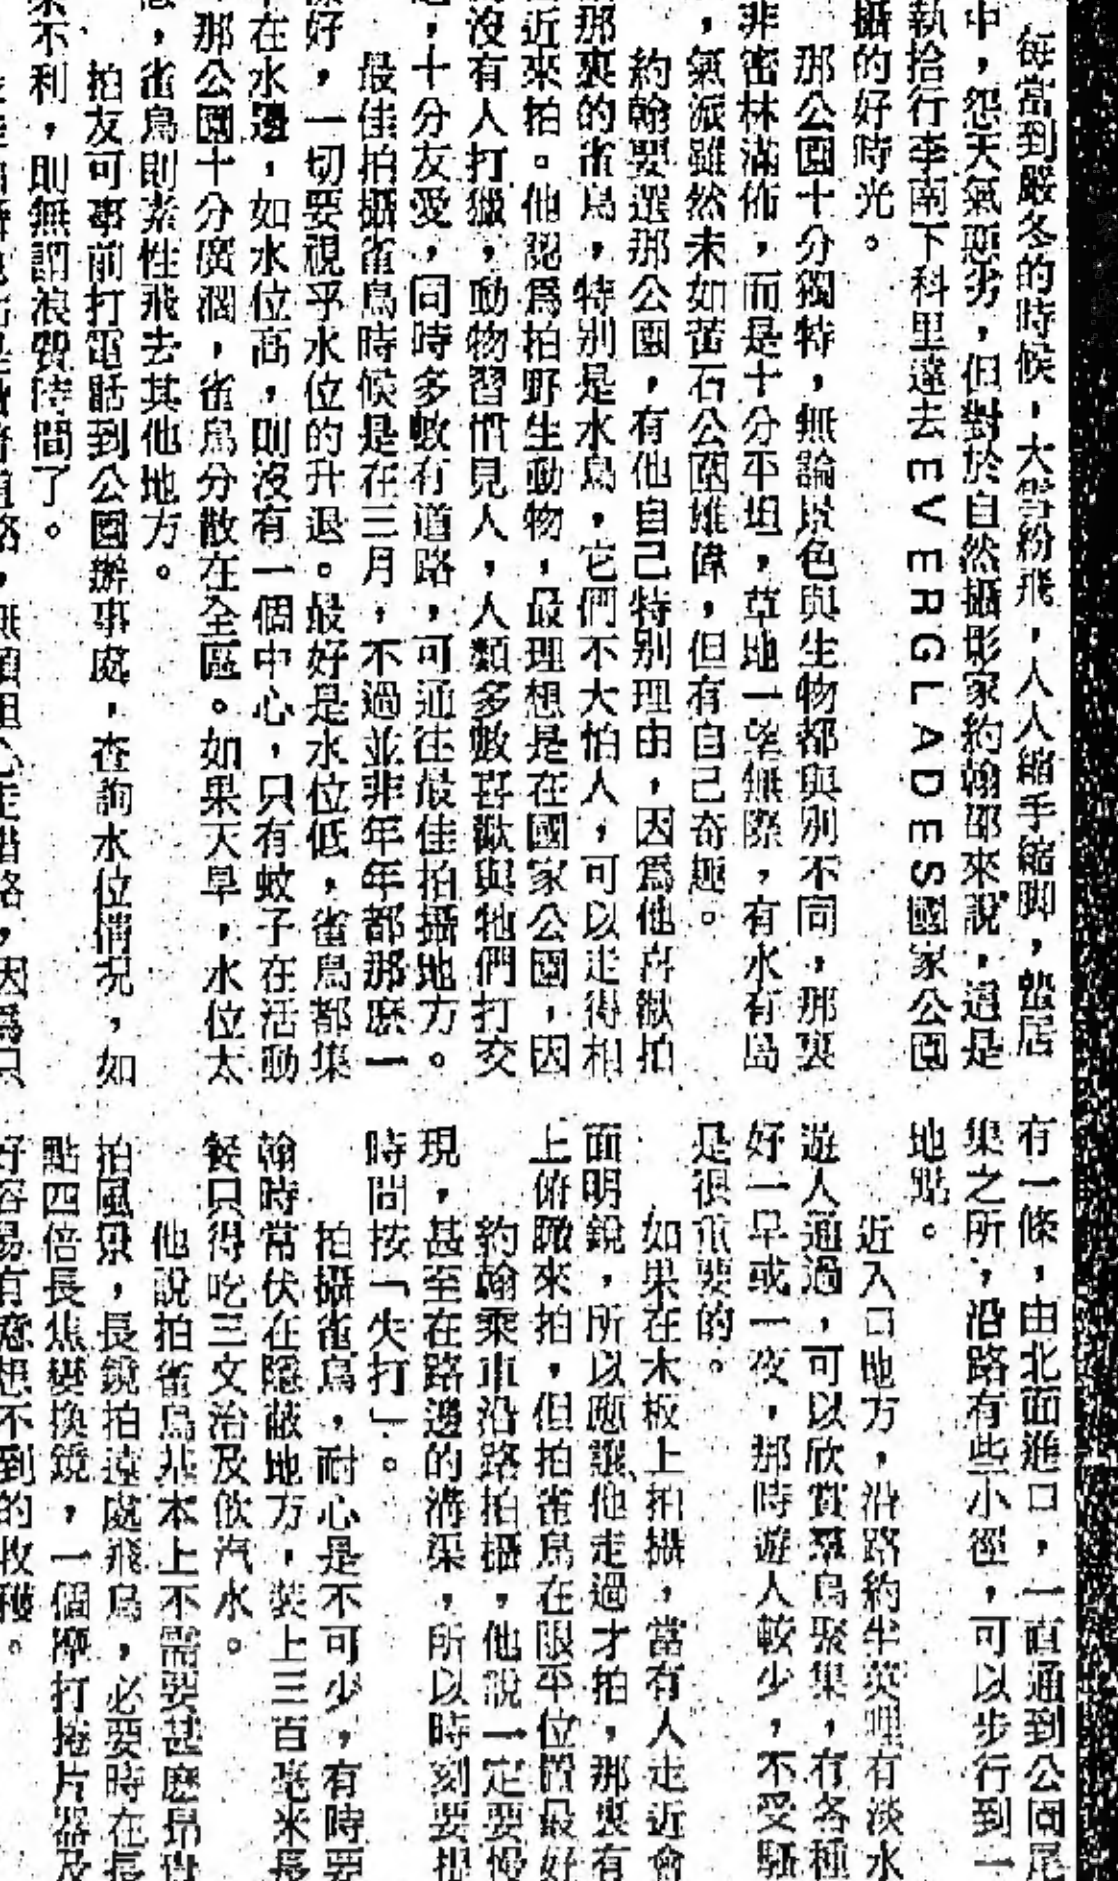 每當到嚴冬的時候，大雪紛飛，人人縮手縮脚，蟄居
中，怨天氣惡劣，但對於自然攝影家約翰邵來說，這是
執拾行李南下科里達去EVERGLADES國家公園
攝的好時光。
那公園十分獨特，無論景色與生物都與別不同，那裏
非密林滿佈，而是十分平坦，草地一望無際，有水有島
，氣派雖然未如黃石公園雄偉，但有自己奇趣。
約翰要選那公園，有他自己特別理由，因爲他喜歡拍
那裏的雀鳥，特別是水鳥，它們不大怕人，可以走得相
近來拍。他認爲拍野生動物，最理想是在國家公園，因
沒有人打獵，動物習慣見人，人類多數喜歡與牠們打交
，十分友愛，同時多數有道路，可通往最佳拍攝地方。
最佳拍攝雀鳥時候是在三月，不過並非年年都那麽一
好，一切要視乎水位的升退。最好是水位低，雀鳥都集
在水邊，如水位高，則沒有一個中心，只有蚊子在活動
那公園十分廣濶，雀鳥分散在全區。如果天旱，水位太
，雀鳥則素性飛去其他地方。
拍友可事前打電話到公園辦事處，查詢水位情况，如
不利，則無謂浪費時間了。
，因爲只
有一條，由北面進口，一直通到公園尾
集之所，沿路有些小徑，可以步行到一
地點。
近入口地方，沿路約半英哩有淡水
遊人通過，可以欣賞羣鳥聚集，有各種
好一早或一夜，那時遊人較少，不受騷
是很重要的。
如果在木板上拍攝，當有人走近會
面明鏡，所以應讓他走過才拍，那裏有
上俯瞰來拍，但拍雀鳥在眼平位置最好
約翰乘車沿路拍攝，他說一定要慢
現，甚至在路邊的溝渠，所以時刻要提
時間按「失打」。
拍攝雀鳥，耐心是不可少，有時要
翰時常伏在隱蔽地方，裝上三百毫米長
餐只得吃三文治及飲汽水。
他說拍雀鳥基本上不需要甚麽昂貴
拍風景，長鏡拍遠處飛鳥，必要時在長
點四倍長焦變換鏡，一個摩打捲片器及
好容易有意想不到的收穫。